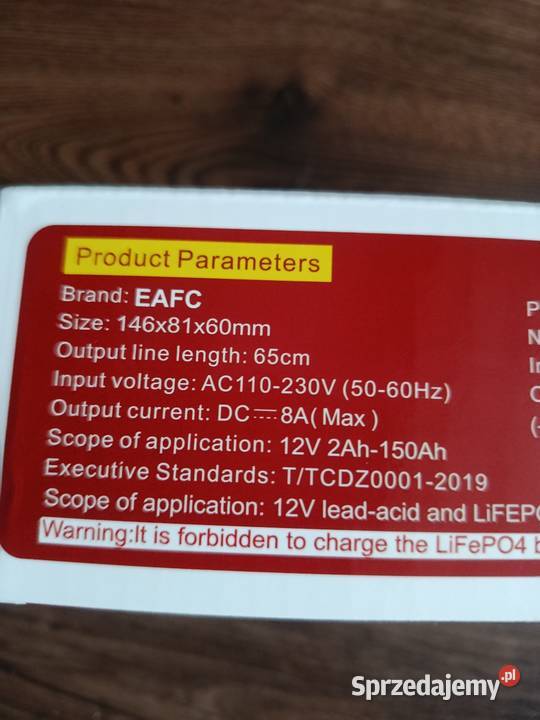 Product Parameters
Brand: EAFC
Size: 146x81x60mm
Output line length: 65cm
Input voltage: AC110-230V (50-60Hz)
Output current: DC⎓8A( Max )
Scope of application: 12V 2Ah-150Ah
Executive Standards: T/TCDZ0001-2019
Scope of application: 12V lead-acid and LiFEPO
Warning:It is forbidden to charge the LiFePO4 b
Sprzedajemy.pl